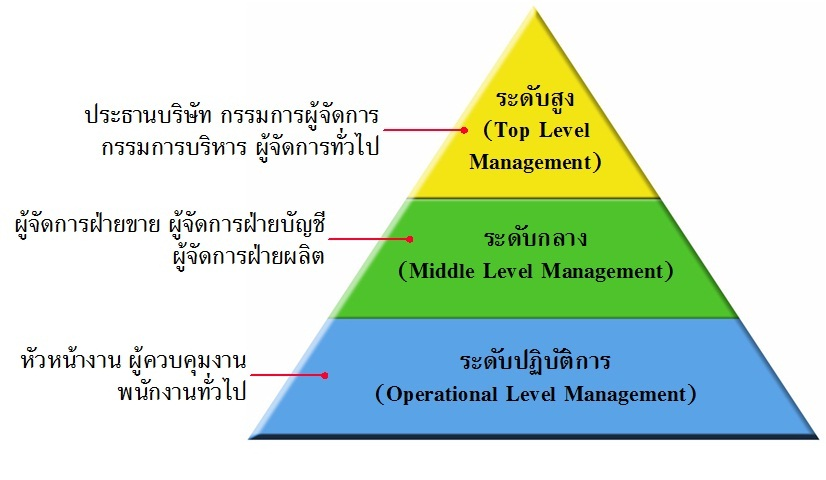 ระดับสูง
(Top Level
Management)
ประธานบริษัท กรรมการผู้จัดการ
กรรมการบริหาร ผู้จัดการทั่วไป
ระดับกลาง
(Middle Level Management)
ผู้จัดการฝ่ายขาย ผู้จัดการฝ่ายบัญชี
ผู้จัดการฝ่ายผลิต
ระดับปฏิบัติการ
(Operational Level Management)
หัวหน้างาน ผู้ควบคุมงาน
พนักงานทั่วไป